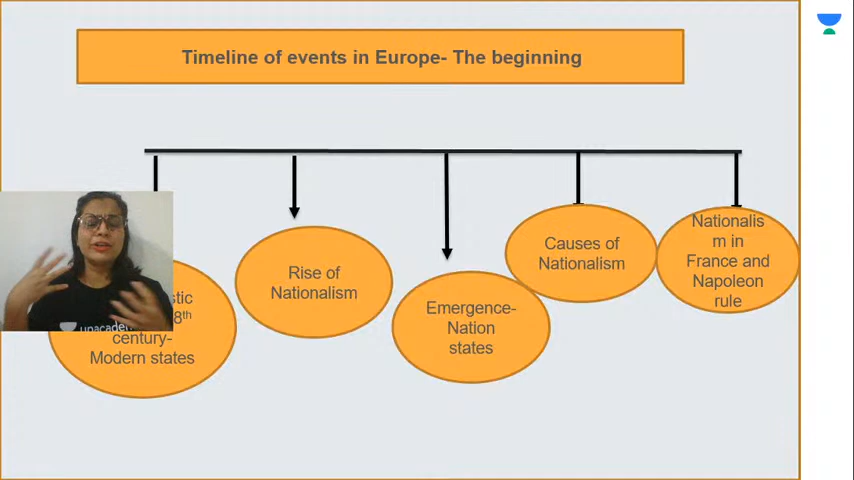 Timeline of events in Europe- The beginning
stic
8th
century-
Modern states
Rise of
Nationalism
Emergence-
Nation
states
Causes of
Nationalism
Nationalis
m in
France and
Napoleon
rule
unacadem